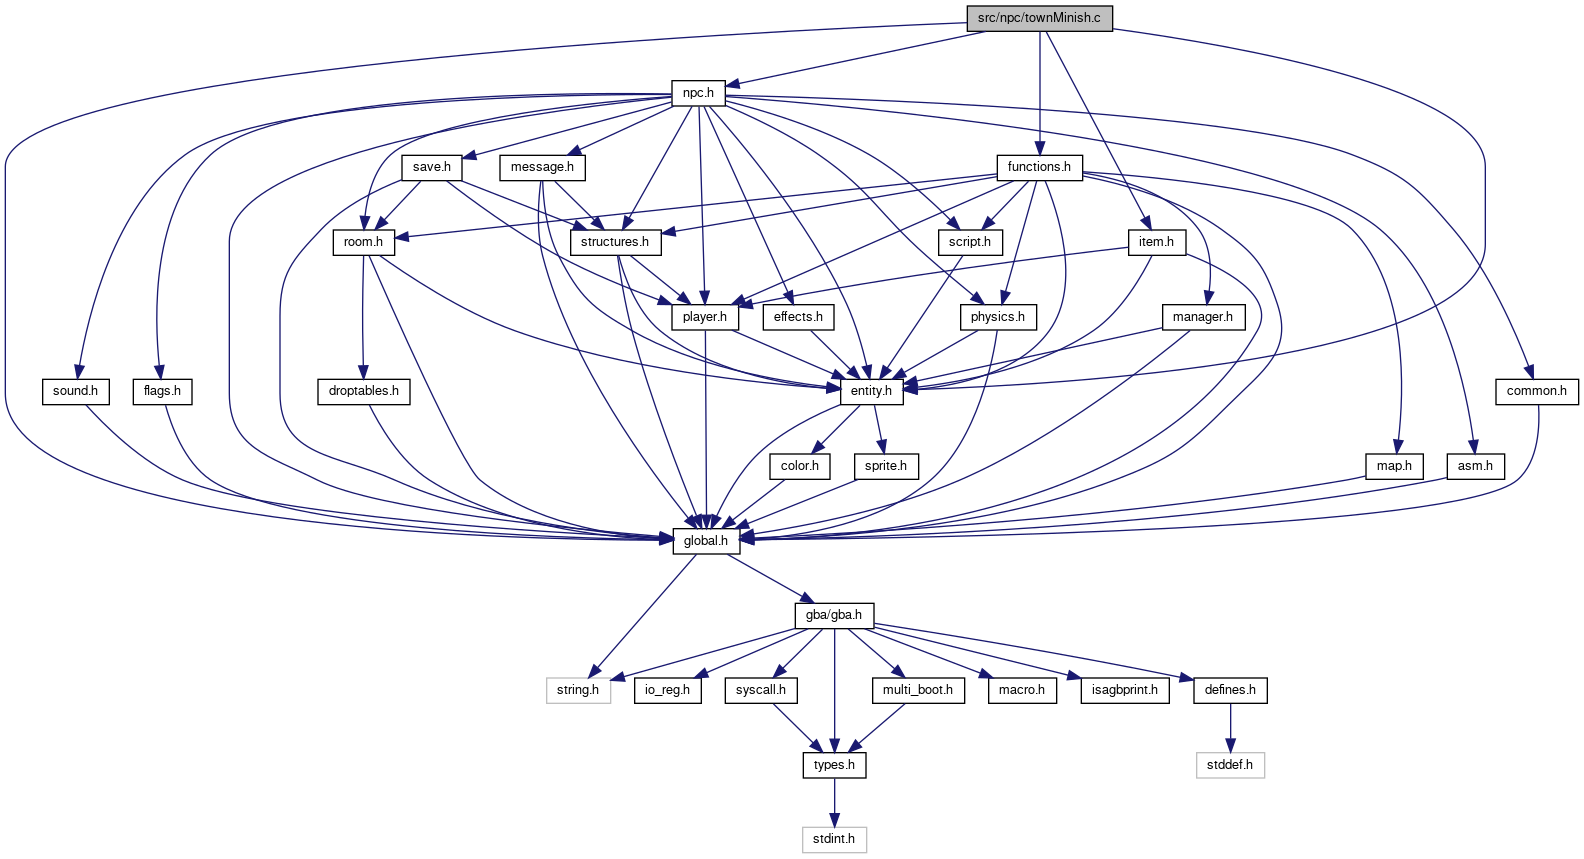 src/npc/townMinish.c
npc.h
save.h
message.h
functions.h
room.h
structures.h
script.h
item.h
player.h
effects.h
physics.h
manager.h
sound.h
flags.h
droptables.h
entity.h
common.h
color.h
sprite.h
map.h
asm.h
global.h
gba/gba.h
string.h
io_reg.h
syscall.h
multi_boot.h
macro.h
isagbprint.h
defines.h
types.h
stddef.h
stdint.h